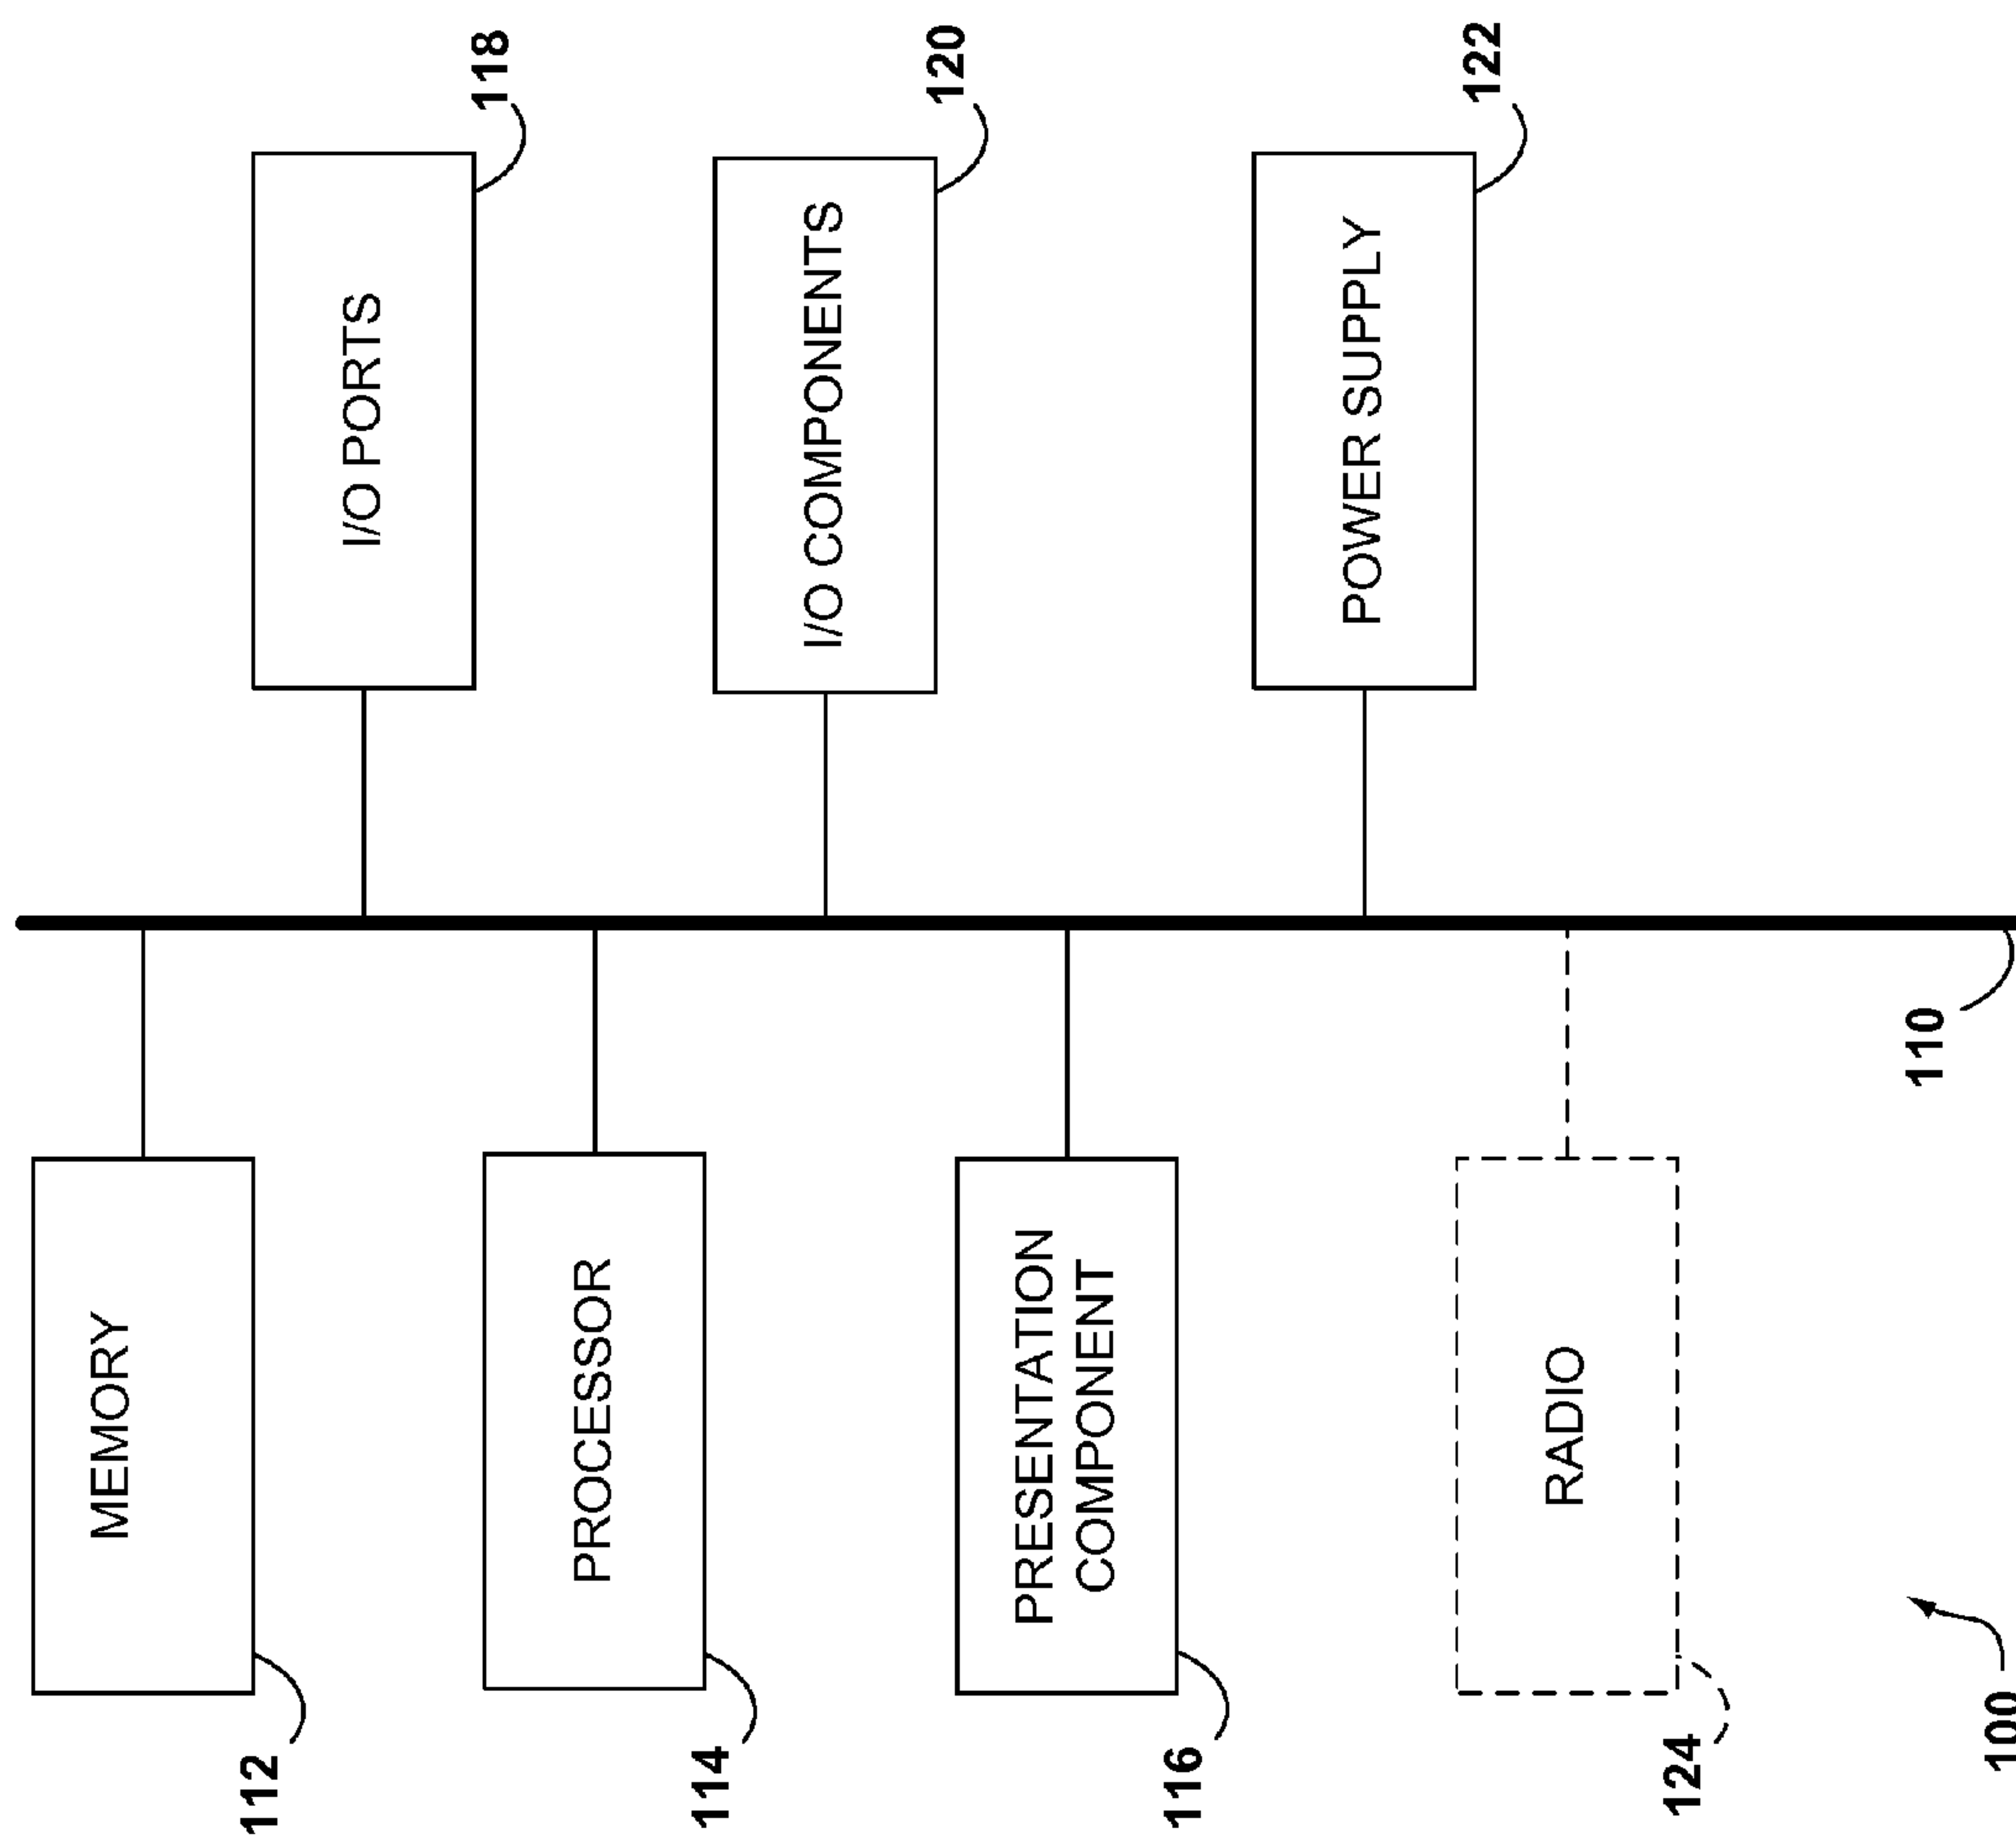 MEMORY
112
PROCESSOR
114
PRESENTATION
COMPONENT
116
RADIO
124
I/O PORTS
118
I/O COMPONENTS
120
POWER SUPPLY
122
110
100